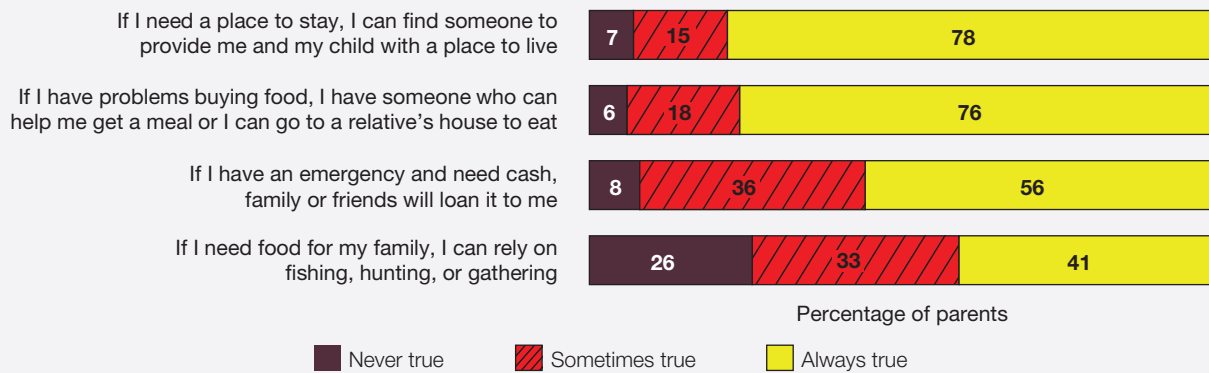 If I need a place to stay, I can find someone to
provide me and my child with a place to live
7 15 78
If I have problems buying food, I have someone who can
help me get a meal or I can go to a relative’s house to eat
6 18 76
If I have an emergency and need cash,
family or friends will loan it to me
8 36 56
If I need food for my family, I can rely on
fishing, hunting, or gathering
26 33 41
Percentage of parents
Never true Sometimes true Always true